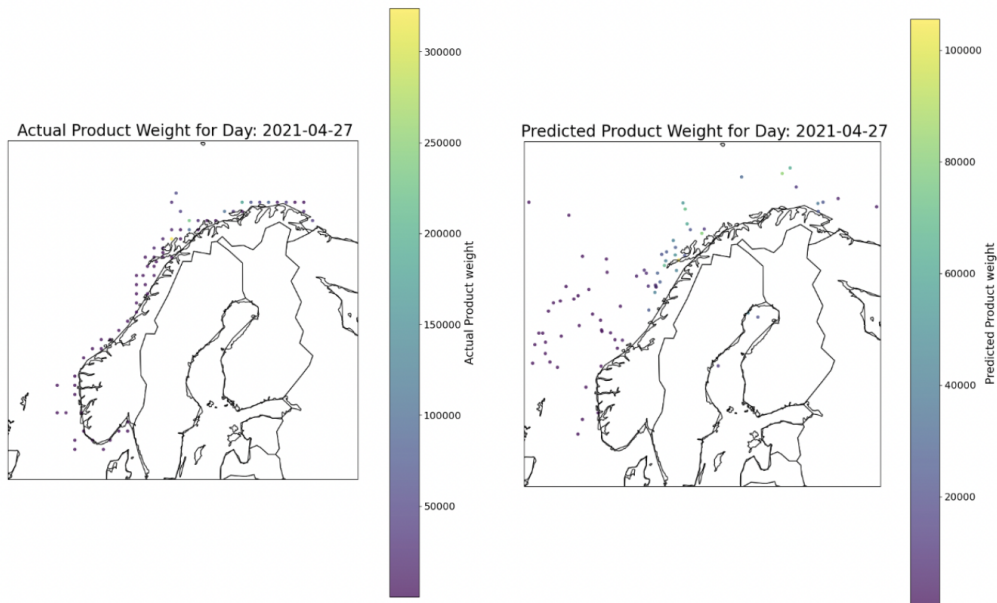 Actual Product Weight for Day: 2021-04-27
300000
250000
200000
150000
100000
50000
Actual Product weight
Predicted Product Weight for Day: 2021-04-27
100000
80000
60000
40000
20000
Predicted Product weight